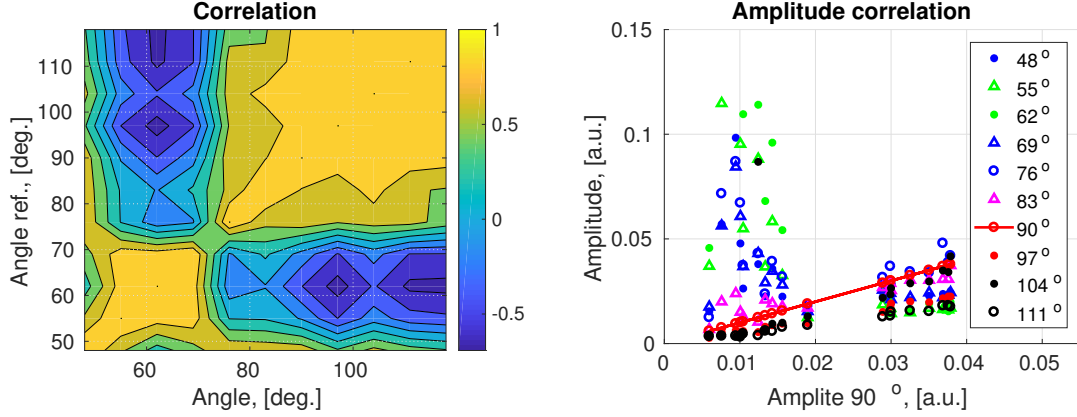 Correlation
Angle ref., [deg.]
110
100
90
80
70
60
50
60
80
100
Angle, [deg.]
1
0.5
0
-0.5
Amplitude correlation
Amplitude, [a.u.]
0.15
0.1
0.05
0
0
0.01
0.02
0.03
0.04
0.05
Amplite 90 o, [a.u.]
48 o
55 o
62 o
69 o
76 o
83 o
90 o
97 o
104 o
111 o